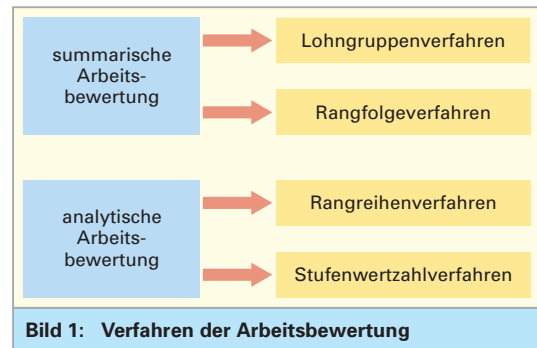 summarische
Arbeits-
bewertung
Lohngruppenverfahren
Rangfolgeverfahren
analytische
Arbeits-
bewertung
Rangreihenverfahren
Stufenwertzahlverfahren
Bild 1: Verfahren der Arbeitsbewertung